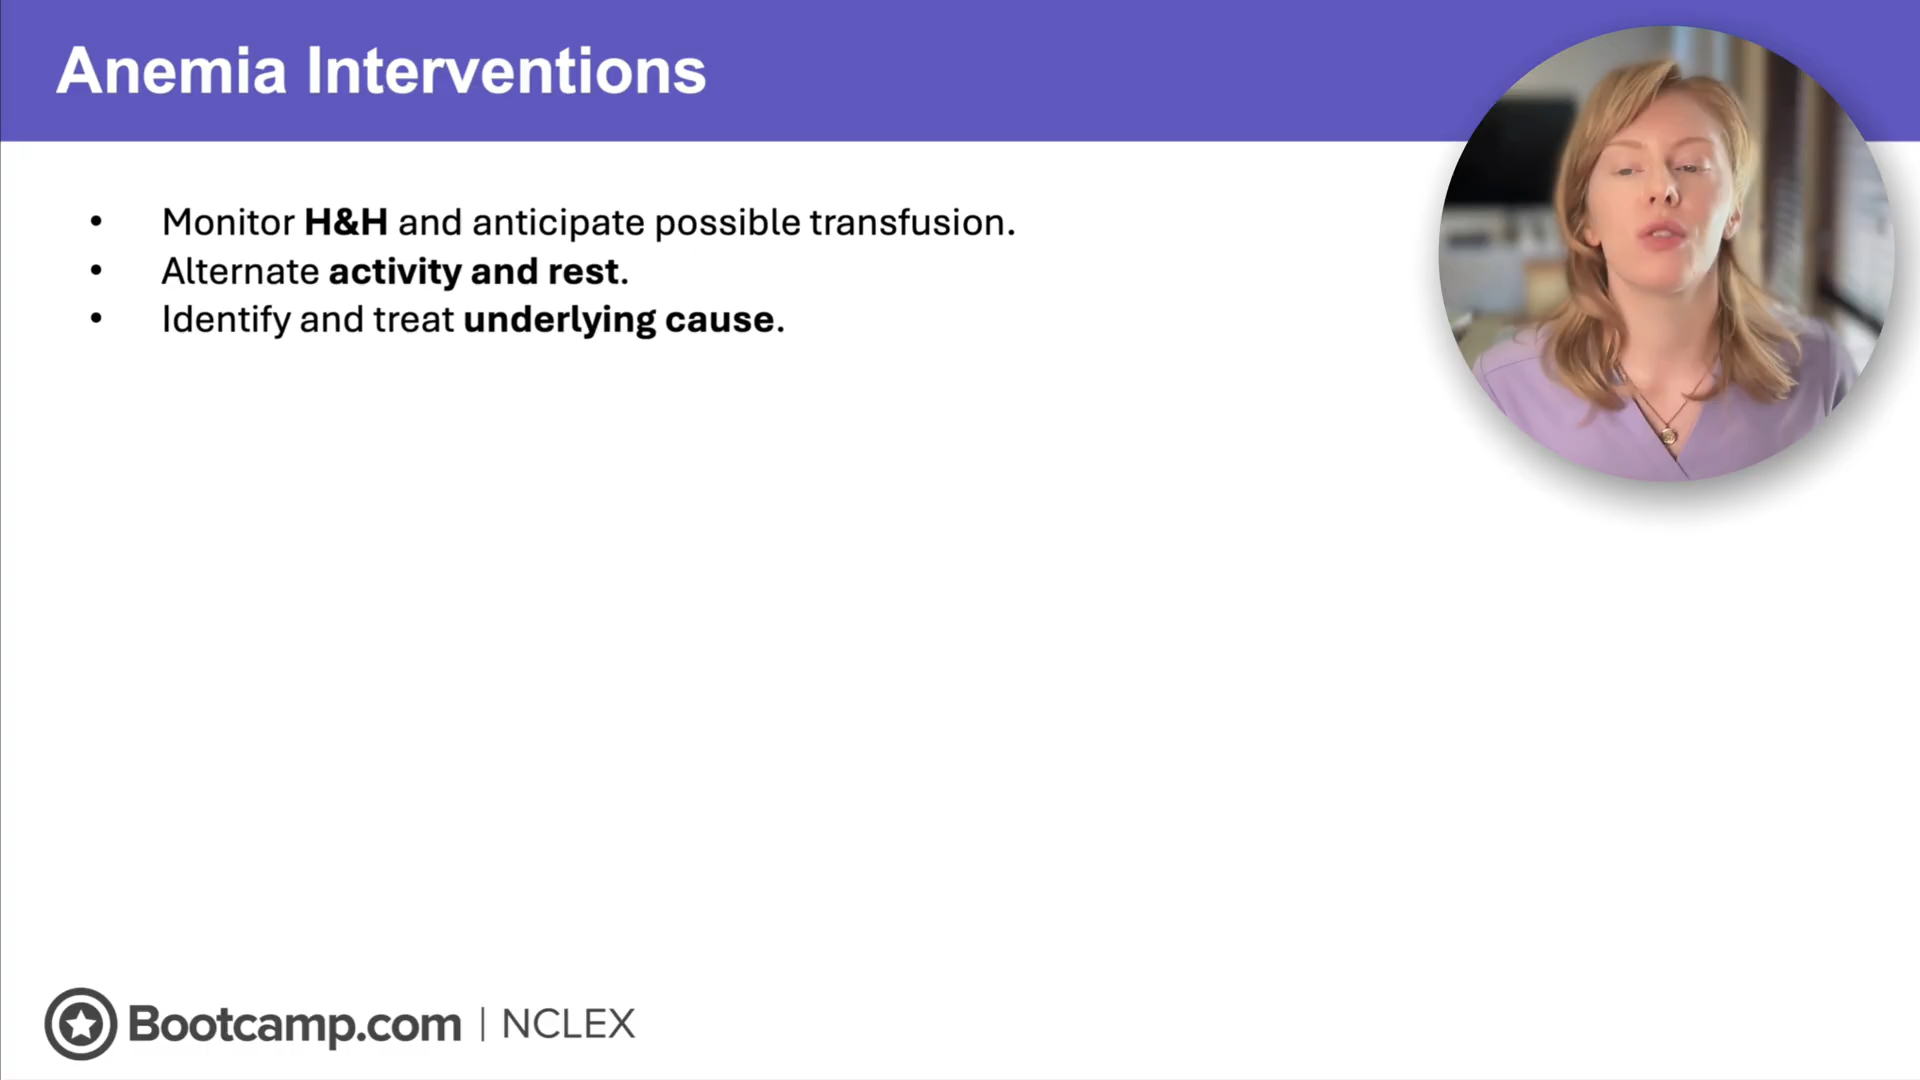 Anemia Interventions
• Monitor H&H and anticipate possible transfusion.
• Alternate activity and rest.
• Identify and treat underlying cause.
Bootcamp.com | NCLEX